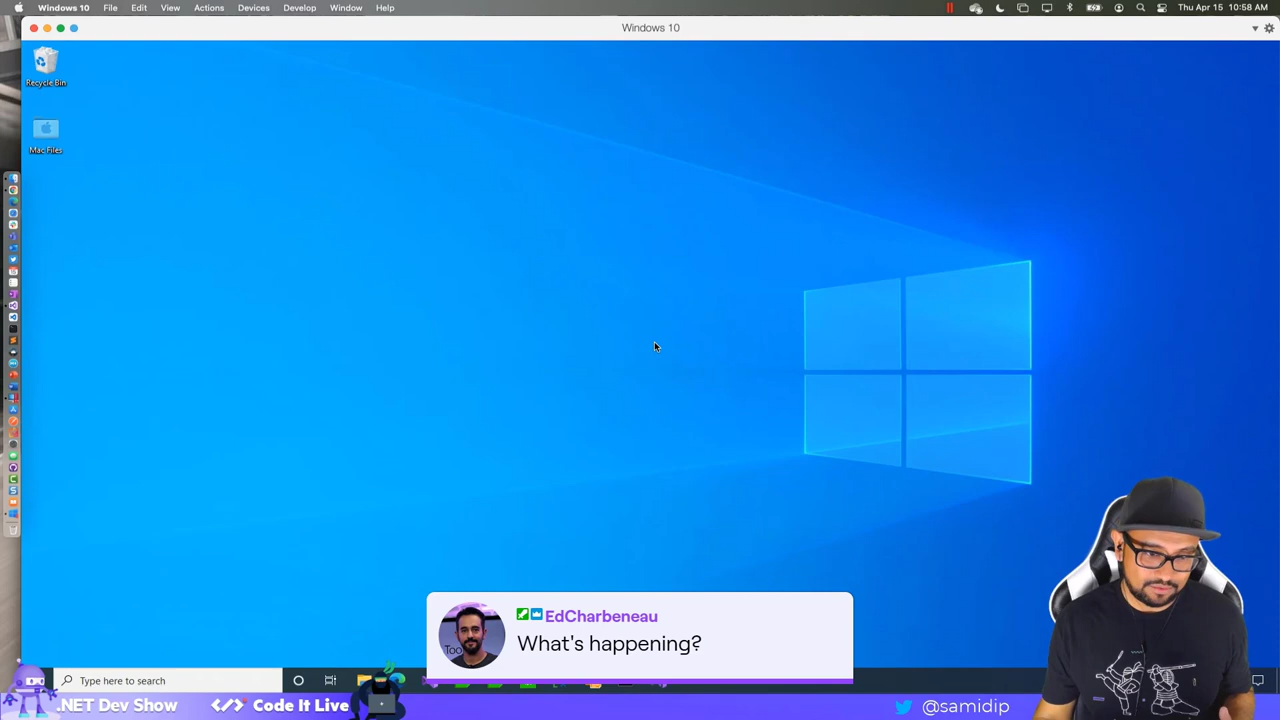 Windows 10 File Edit View Actions Devices Develop Window Help Thu Apr 15 10:58 AM
Windows 10
Recycle Bin
Mac Files
EdCharbeneau
What's happening?
Type here to search
.NET Dev Show </> Code It Live @samidip